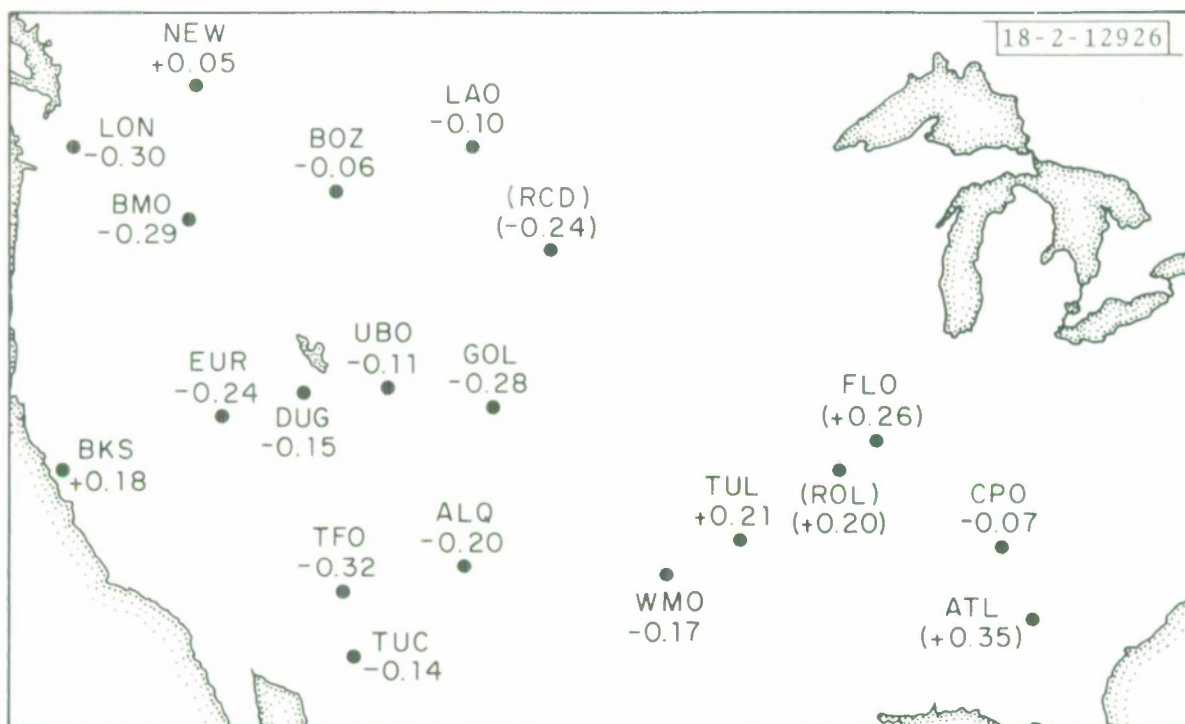 18-2-12926
NEW
+0.05
LON
-0.30
BMO
-0.29
BOZ
-0.06
LAO
-0.10
(RCD)
(-0.24)
EUR
-0.24
DUG
-0.15
UBO
-0.11
GOL
-0.28
BKS
+0.18
FLO
(+0.26)
TUL
+0.21
(ROL)
(+0.20)
CPO
-0.07
TFO
-0.32
ALQ
-0.20
WMO
-0.17
ATL
(+0.35)
TUC
-0.14